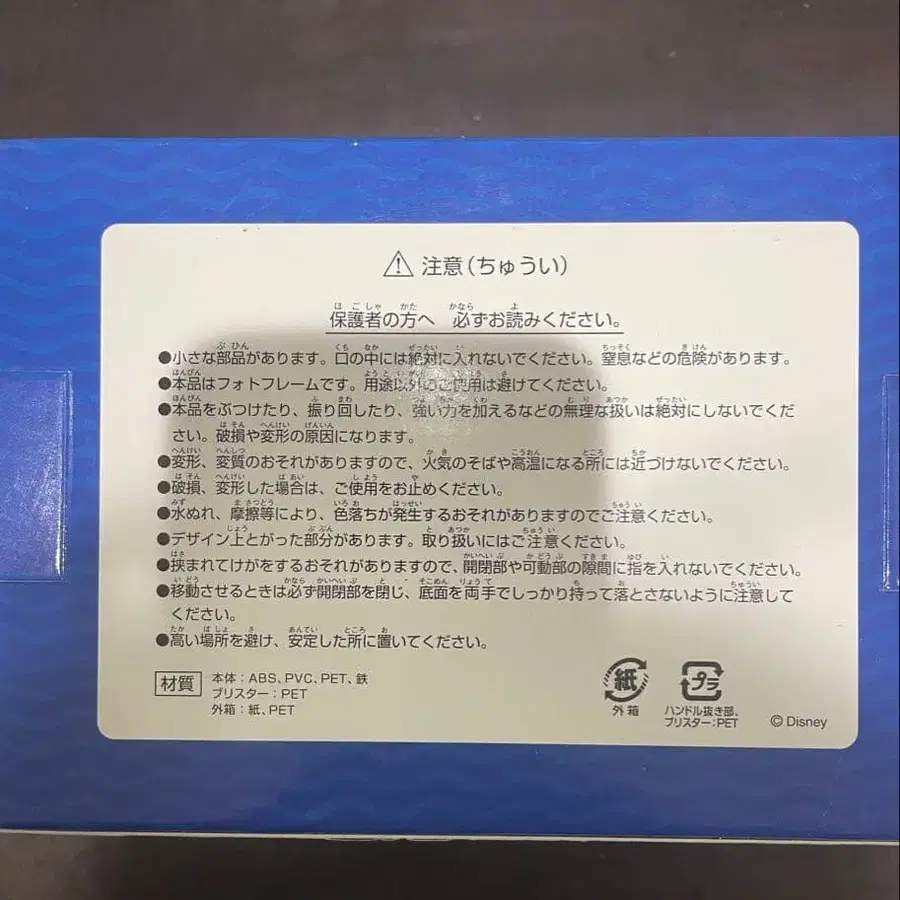 ⚠ 注意(ちゅうい)
保護者の方へ 必ずお読みください。
●小さな部品があります。口の中には絶対に入れないでください。窒息などの危険があります。
●本品はフォトフレームです。用途以外のご使用は避けてください。
●本品をぶつけたり、振り回したり、強い力を加えるなどの無理な扱いは絶対にしないでくだ
さい。破損や変形の原因になります。
●変形、変質のおそれがありますので、火気のそばや高温になる所には近づけないでください。
●破損、変形した場合は、ご使用をお止めください。
●水ぬれ、摩擦等により、色落ちが発生するおそれがありますのでご注意ください。
●デザイン上とがった部分があります。取り扱いにはご注意ください。
●挟まれてけがをするおそれがありますので、開閉部や可動部の隙間に指を入れないでください。
●移動させるときは必ず開閉部を閉じ、底面を両手でしっかり持って落とさないように注意して
ください。
●高い場所を避け、安定した所に置いてください。
材質 本体：ABS、PVC、PET、鉄
ブリスター：PET
外箱：紙、PET
紙
外箱
プラ
ハンドル抜き部、
ブリスター：PET
© Disney